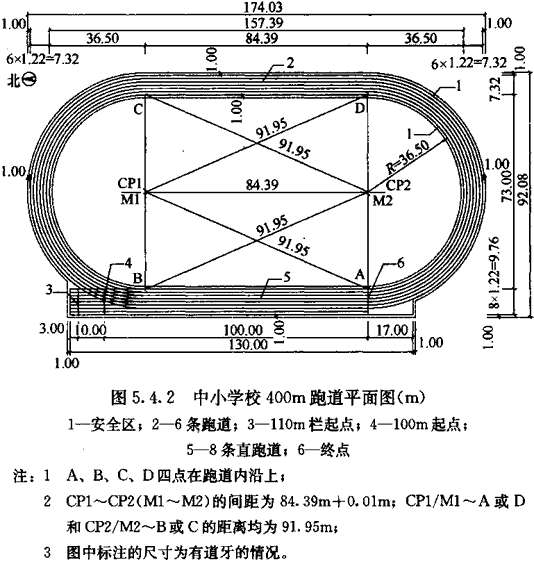 174.03
1.00 157.39 1.00
36.50 84.39 36.50
6×1.22=7.32 6×1.22=7.32
北
1.00 2 1
C 1.00 D 7.32
91.95 1
91.95 R=36.50
1.00 CP1 84.39 CP2 1.00
M1 M2 73.00 92.08
91.95
91.95
4 B 5 A 6 8×1.22=9.76
3
3.00 10.00 100.00 1.00 17.00 1.00
130.00
1.00 1.00
图 5.4.2 中小学校 400m 跑道平面图(m)
1—安全区；2—6 条跑道；3—110m 栏起点；4—100m 起点；
5—8 条直跑道；6—终点
注：1 A、B、C、D 四点在跑道内沿上；
2 CP1～CP2(M1～M2)的间距为 84.39m＋0.01m；CP1/M1～A 或 D
和 CP2/M2～B 或 C 的距离均为 91.95m；
3 图中标注的尺寸为有道牙的情况。